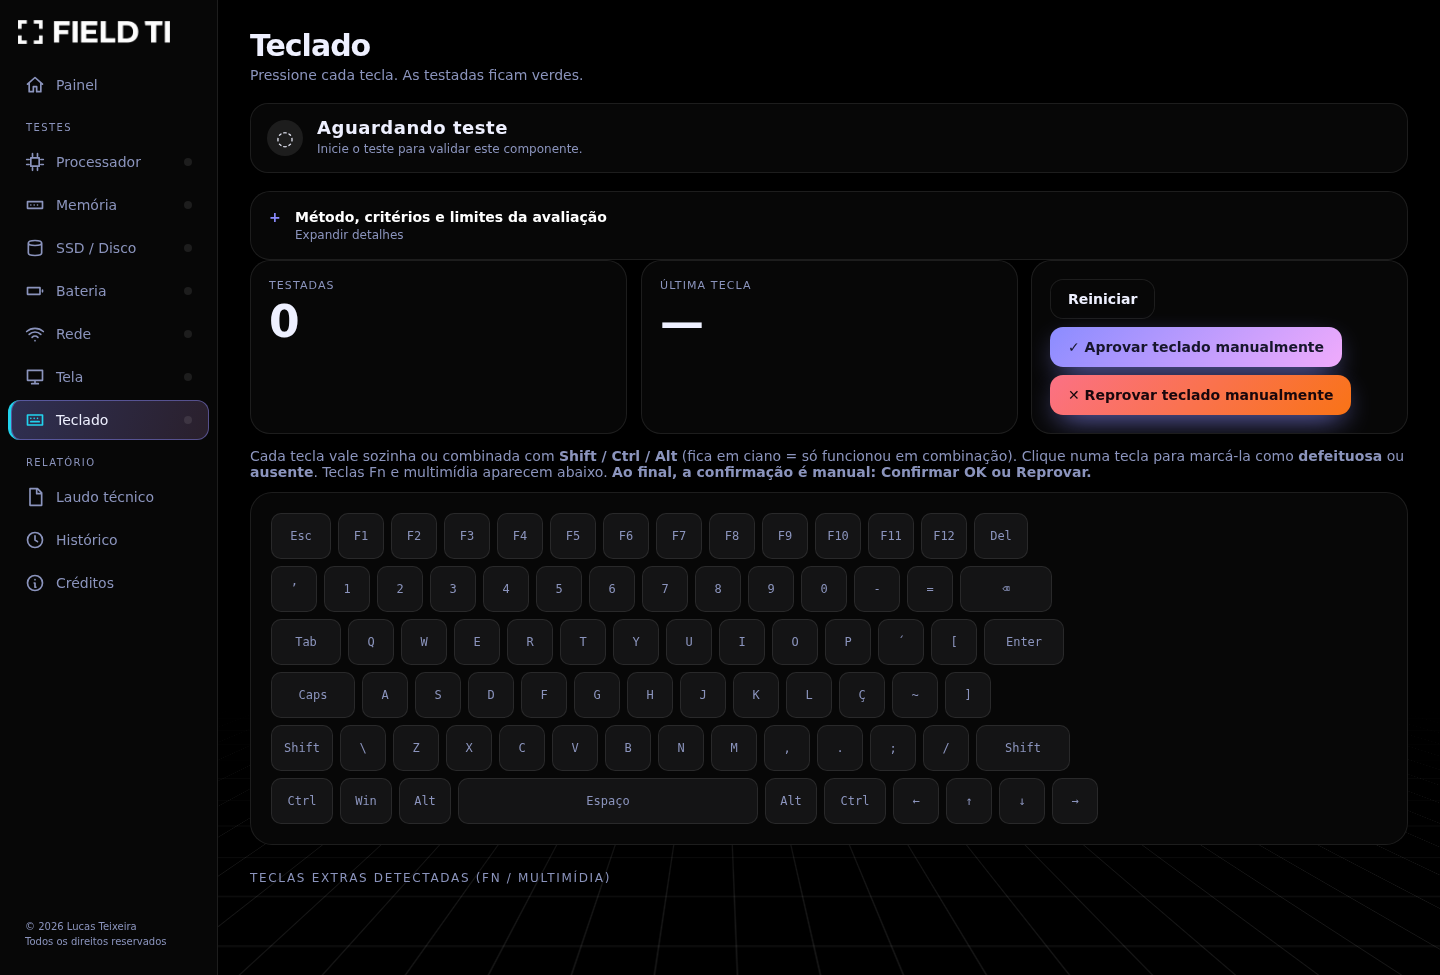 FIELD TI
Painel
TESTES
Processador
Memória
SSD / Disco
Bateria
Rede
Tela
Teclado
RELATÓRIO
Laudo técnico
Histórico
Créditos
© 2026 Lucas Teixeira
Todos os direitos reservados
Teclado
Pressione cada tecla. As testadas ficam verdes.
Aguardando teste
Inicie o teste para validar este componente.
+ Método, critérios e limites da avaliação
Expandir detalhes
TESTADAS
0
ÚLTIMA TECLA
—
Reiniciar
✓ Aprovar teclado manualmente
✕ Reprovar teclado manualmente
Cada tecla vale sozinha ou combinada com Shift / Ctrl / Alt (fica em ciano = só funcionou em combinação). Clique numa tecla para marcá-la como defeituosa ou
ausente. Teclas Fn e multimídia aparecem abaixo. Ao final, a confirmação é manual: Confirmar OK ou Reprovar.
Esc F1 F2 F3 F4 F5 F6 F7 F8 F9 F10 F11 F12 Del
’ 1 2 3 4 5 6 7 8 9 0 - = ⌫
Tab Q W E R T Y U I O P ´ [ Enter
Caps A S D F G H J K L Ç ~ ]
Shift \ Z X C V B N M , . ; / Shift
Ctrl Win Alt Espaço Alt Ctrl ← ↑ ↓ →
TECLAS EXTRAS DETECTADAS (FN / MULTIMÍDIA)